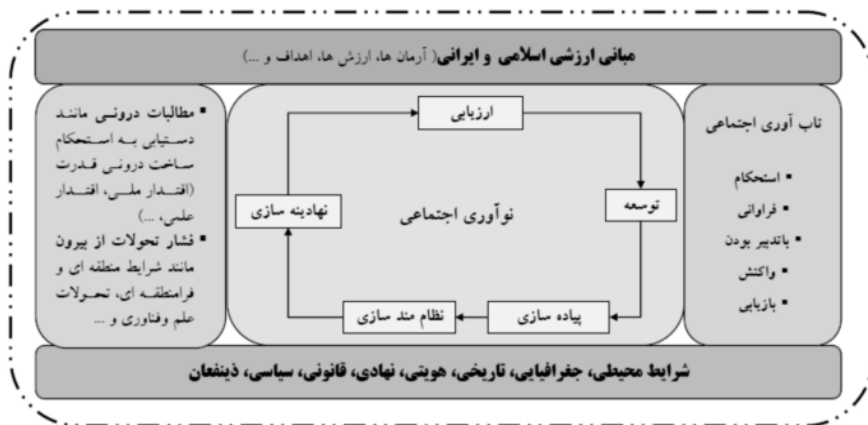 مبانی ارزشی اسلامی و ایرانی( آرمان ها، ارزش ها، اهداف و ...)
تاب آوری اجتماعی
▪ استحکام
▪ فراوانی
▪ باتدبیر بودن
▪ واکنش
▪ بازیابی
ارزیابی
توسعه
نوآوری اجتماعی
نهادینه سازی
پیاده سازی
نظام مند سازی
▪ مطالبات درونی مانند
دستیابی به استحکام
ساخت درونی قدرت
(اقتدار ملی، اقتدار
علمی، ...)
▪ فشار تحولات از بیرون
مانند شرایط منطقه ای و
فرامنطقه ای، تحولات
علم وفناوری و ...
شرایط محیطی، جغرافیایی، تاریخی، هویتی، نهادی، قانونی، سیاسی، ذینفعان